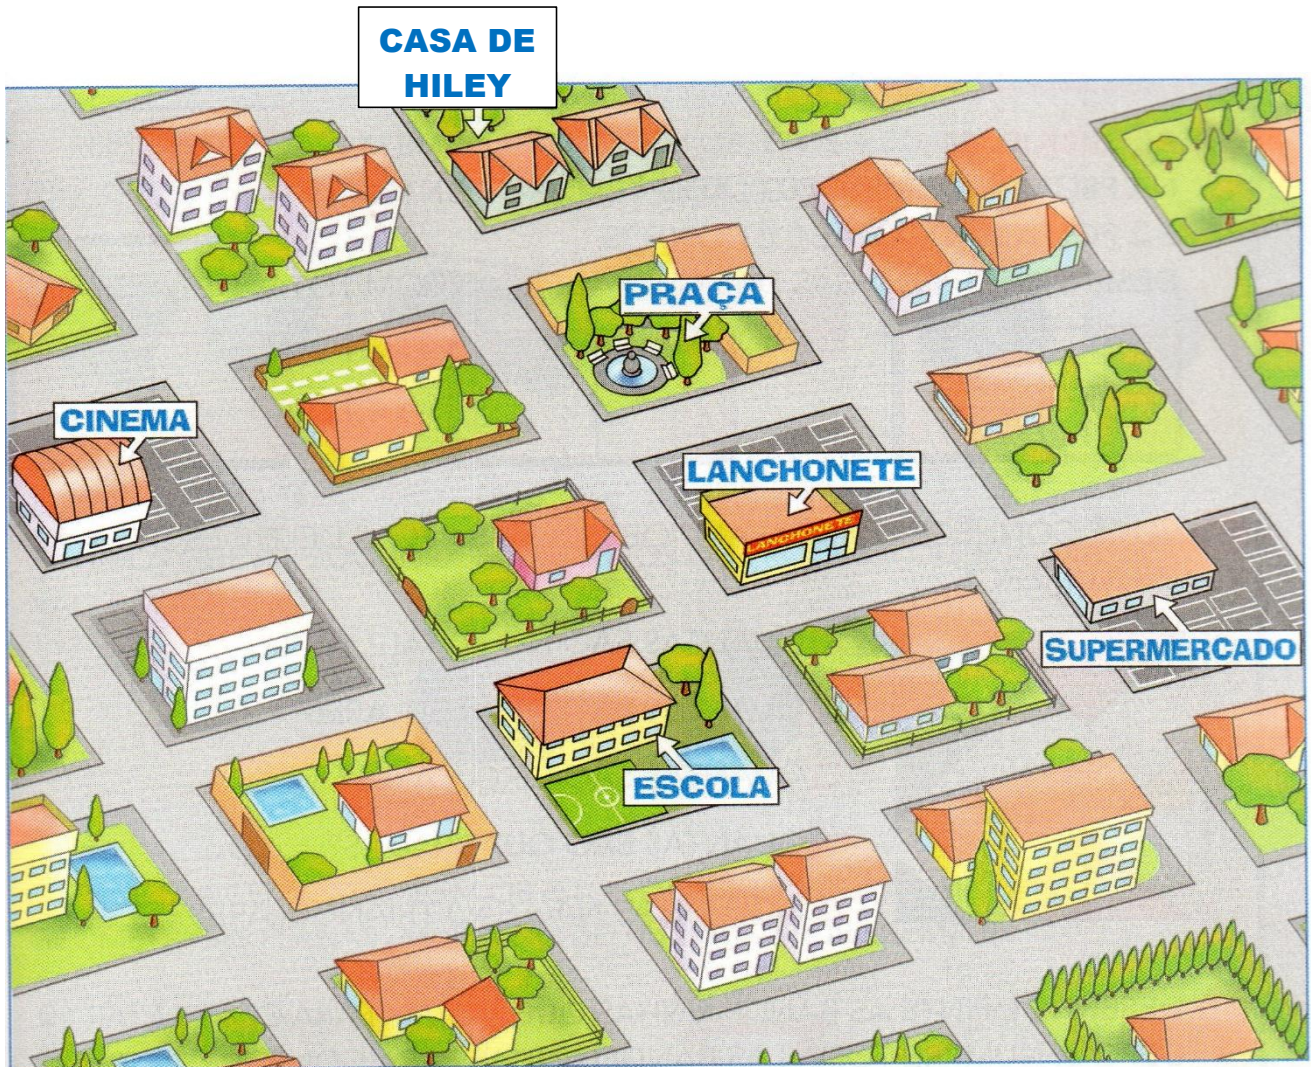 CASA DE
HILEY
PRAÇA
CINEMA
LANCHONETE
LANCHONETE
SUPERMERCADO
ESCOLA